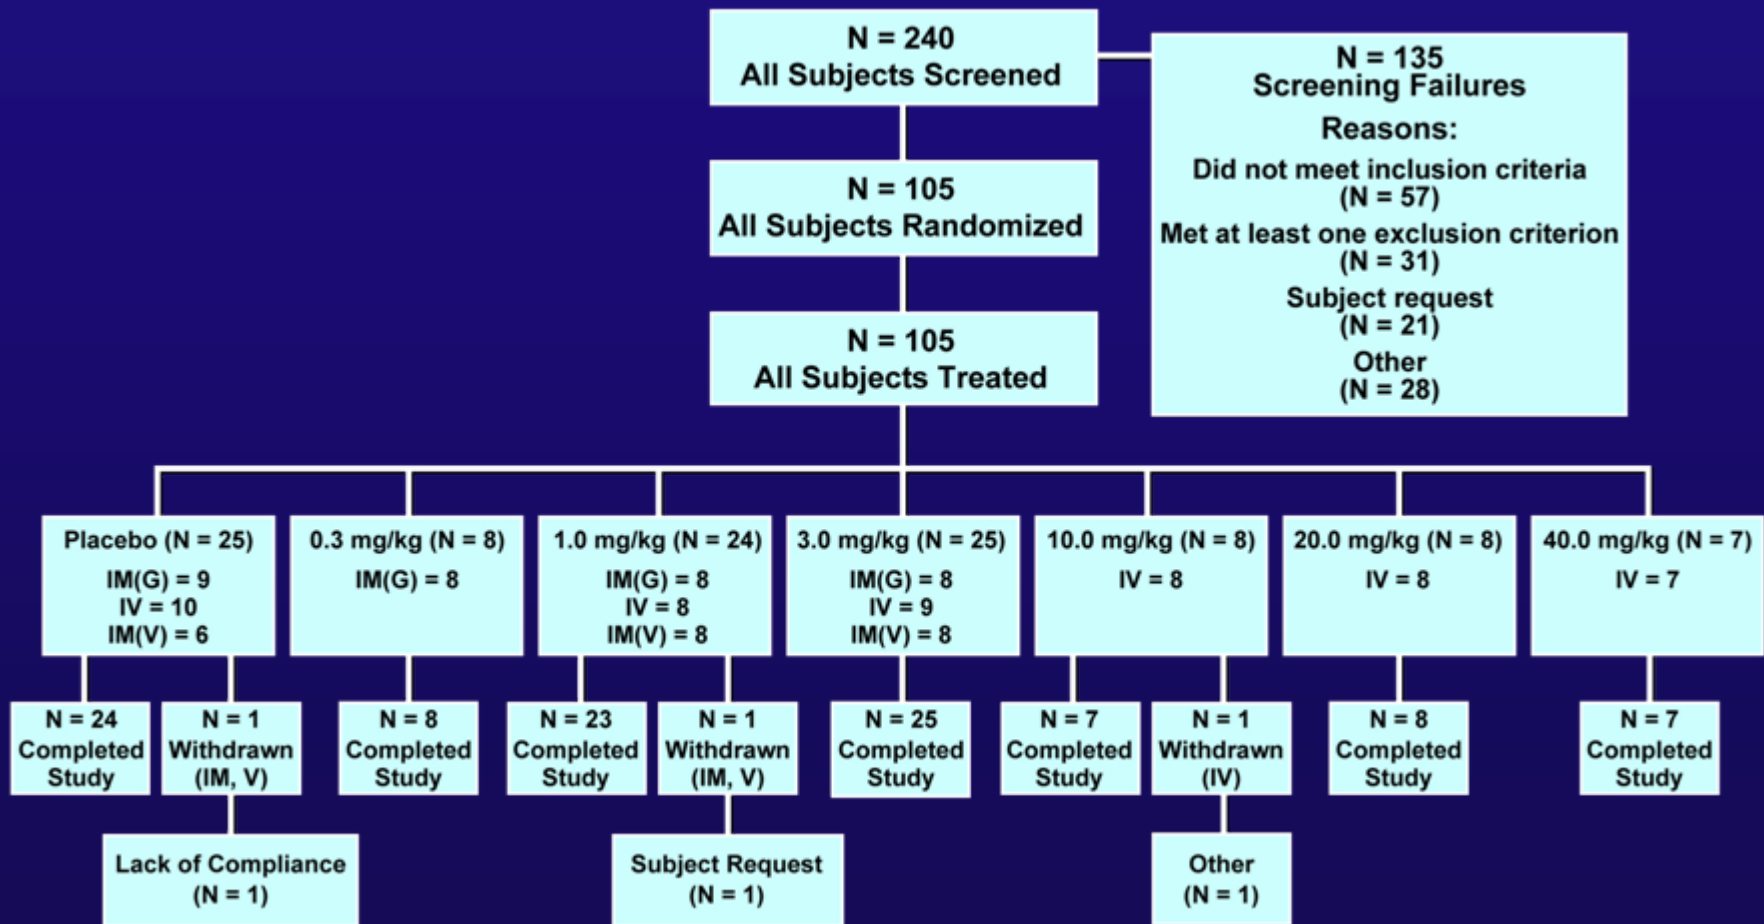 N = 240
All Subjects Screened
N = 135
Screening Failures
Reasons:
Did not meet inclusion criteria
(N = 57)
Met at least one exclusion criterion
(N = 31)
Subject request
(N = 21)
Other
(N = 28)
N = 105
All Subjects Randomized
N = 105
All Subjects Treated
Placebo (N = 25)
IM(G) = 9
IV = 10
IM(V) = 6
0.3 mg/kg (N = 8)
IM(G) = 8
1.0 mg/kg (N = 24)
IM(G) = 8
IV = 8
IM(V) = 8
3.0 mg/kg (N = 25)
IM(G) = 8
IV = 9
IM(V) = 8
10.0 mg/kg (N = 8)
IV = 8
20.0 mg/kg (N = 8)
IV = 8
40.0 mg/kg (N = 7)
IV = 7
N = 24
Completed
Study
N = 1
Withdrawn
(IM, V)
N = 8
Completed
Study
N = 23
Completed
Study
N = 1
Withdrawn
(IM, V)
N = 25
Completed
Study
N = 7
Completed
Study
N = 1
Withdrawn
(IV)
N = 8
Completed
Study
N = 7
Completed
Study
Lack of Compliance
(N = 1)
Subject Request
(N = 1)
Other
(N = 1)